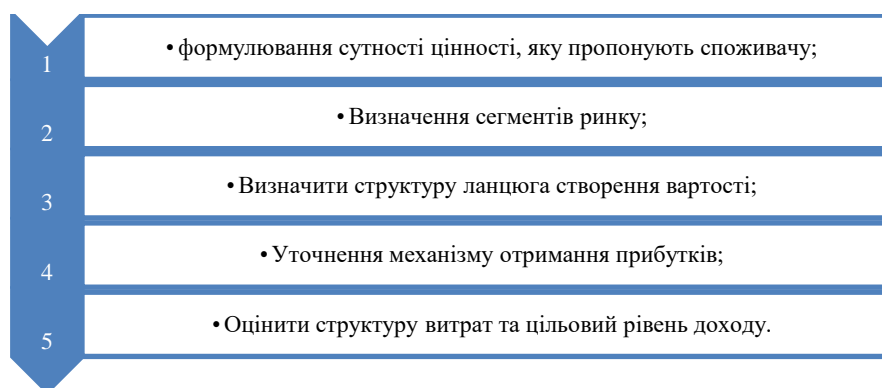 1
• формулювання сутності цінності, яку пропонують споживачу;
2
• Визначення сегментів ринку;
3
• Визначити структуру ланцюга створення вартості;
4
• Уточнення механізму отримання прибутків;
5
• Оцінити структуру витрат та цільовий рівень доходу.